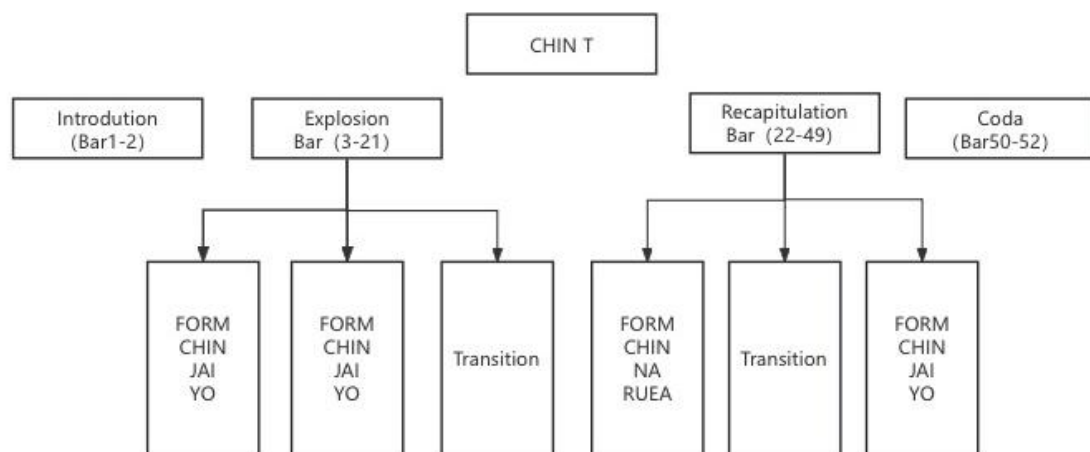 CHIN T
Introdution
(Bar1-2)
Explosion
Bar (3-21)
Recapitulation
Bar (22-49)
Coda
(Bar50-52)
FORM
CHIN
JAI
YO
FORM
CHIN
JAI
YO
Transition
FORM
CHIN
NA
RUEA
Transition
FORM
CHIN
JAI
YO